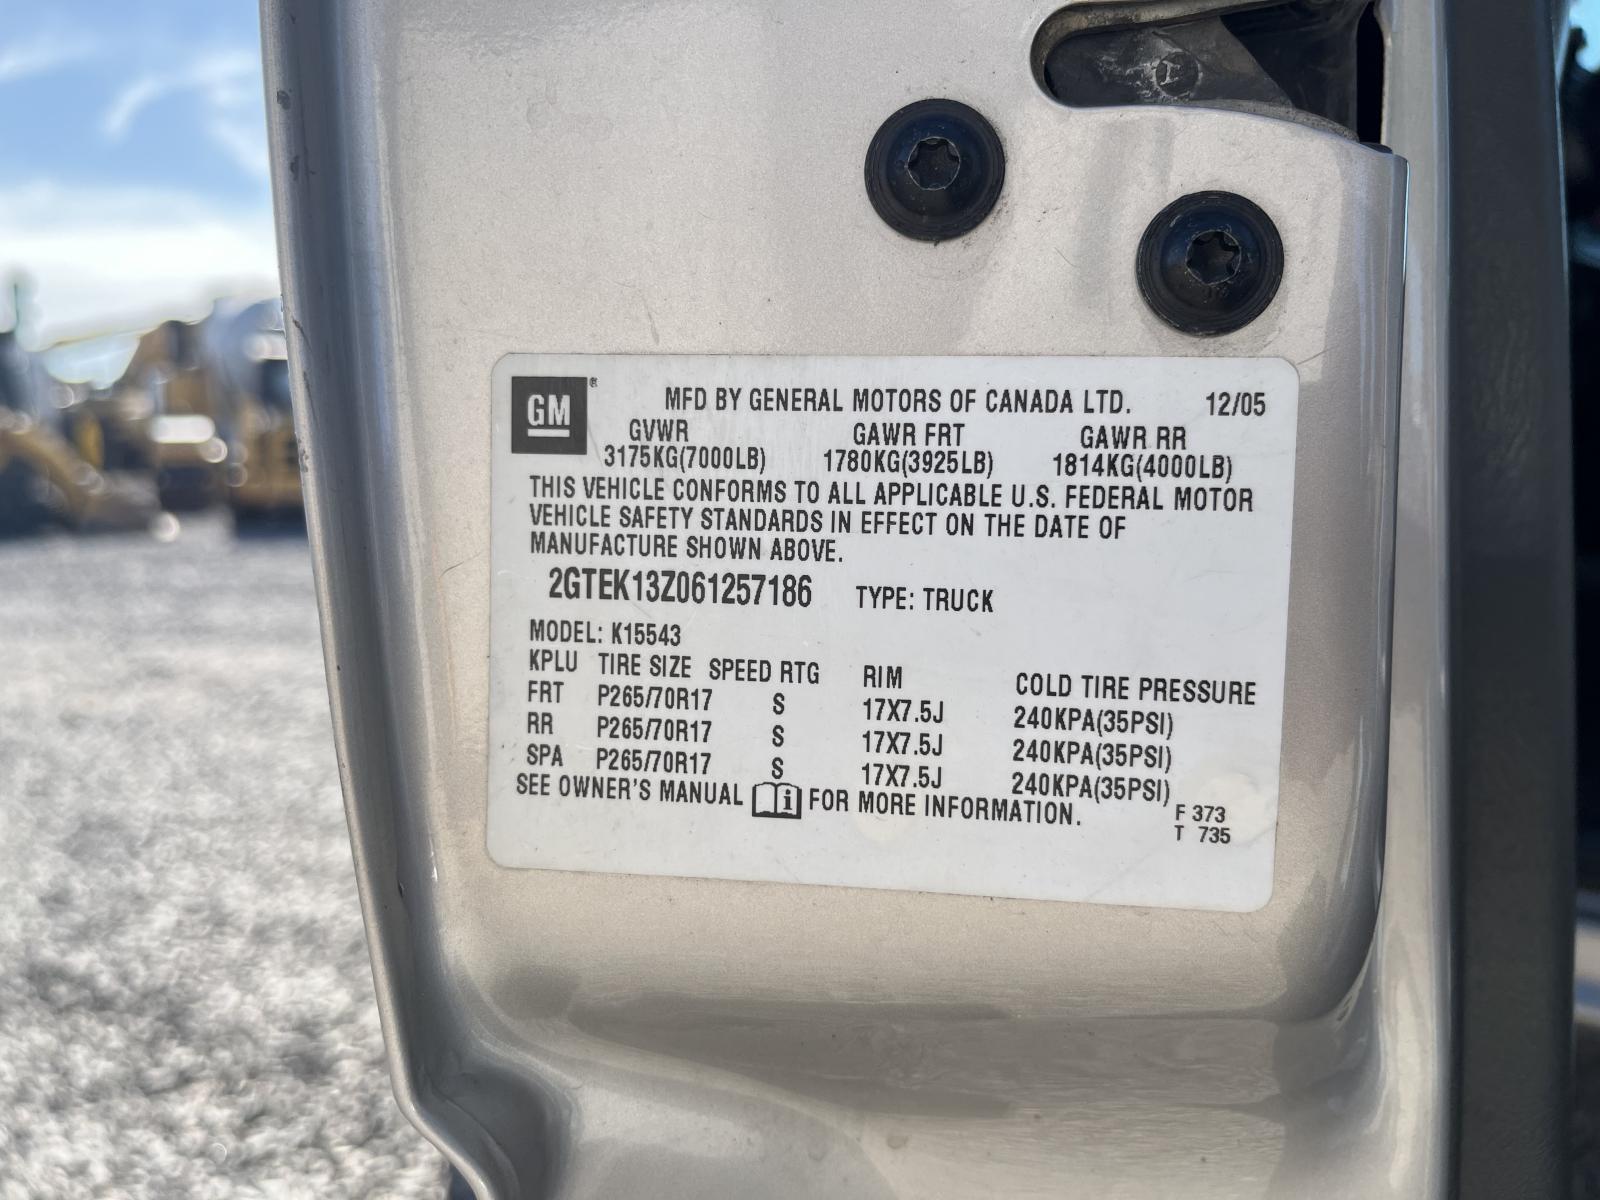 GM®
MFD BY GENERAL MOTORS OF CANADA LTD. 12/05
GVWR GAWR FRT GAWR RR
3175KG(7000LB) 1780KG(3925LB) 1814KG(4000LB)
THIS VEHICLE CONFORMS TO ALL APPLICABLE U.S. FEDERAL MOTOR
VEHICLE SAFETY STANDARDS IN EFFECT ON THE DATE OF
MANUFACTURE SHOWN ABOVE.
2GTEK13Z061257186 TYPE: TRUCK
MODEL: K15543
KPLU TIRE SIZE SPEED RTG RIM COLD TIRE PRESSURE
FRT P265/70R17 S 17X7.5J 240KPA(35PSI)
RR P265/70R17 S 17X7.5J 240KPA(35PSI)
SPA P265/70R17 S 17X7.5J 240KPA(35PSI)
SEE OWNER'S MANUAL i FOR MORE INFORMATION.
F 373
T 735